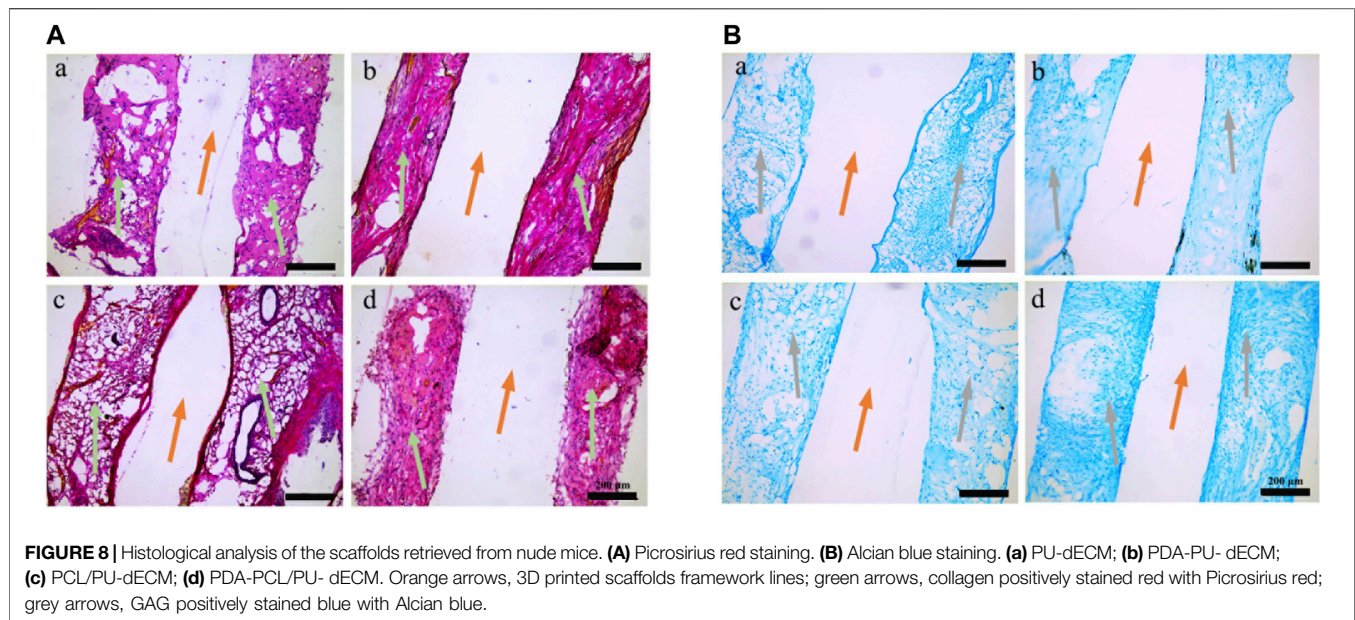 A
B
a
b
a
b
c
d
200 μm
c
d
200 μm
FIGURE 8 | Histological analysis of the scaffolds retrieved from nude mice. (A) Picrosirius red staining. (B) Alcian blue staining. (a) PU-dECM; (b) PDA-PU- dECM;
(c) PCL/PU-dECM; (d) PDA-PCL/PU- dECM. Orange arrows, 3D printed scaffolds framework lines; green arrows, collagen positively stained red with Picrosirius red;
grey arrows, GAG positively stained blue with Alcian blue.